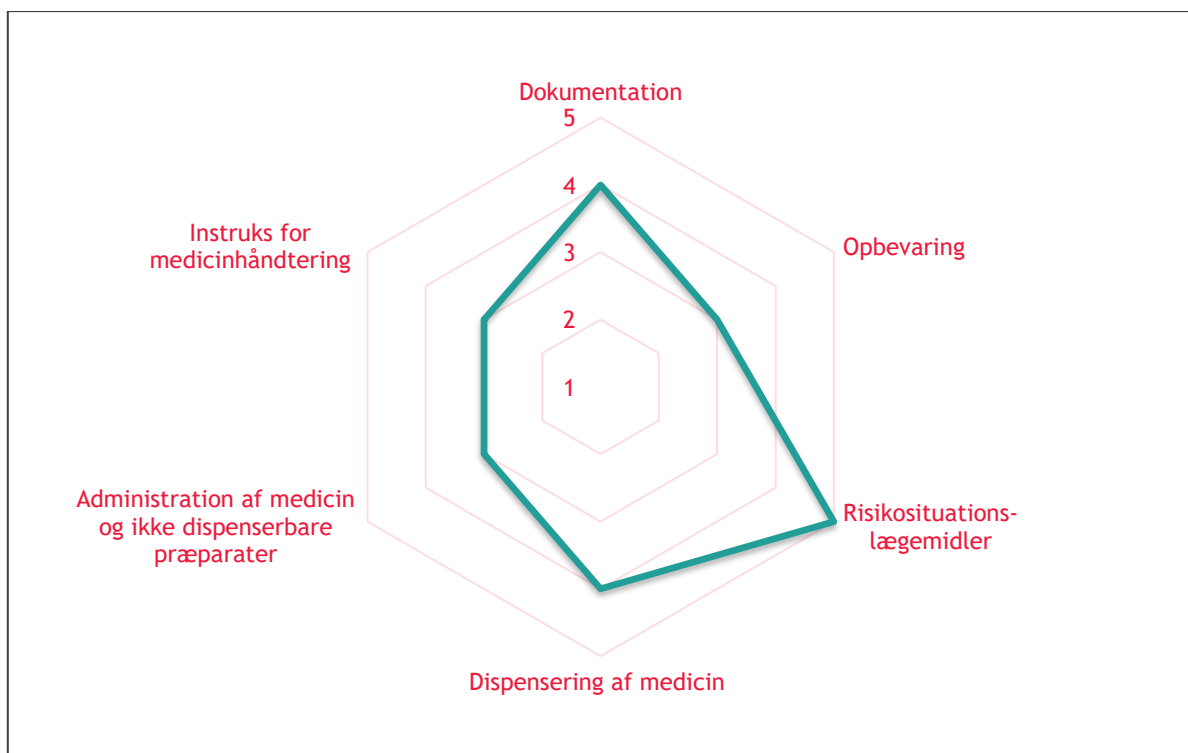 Dokumentation
5
4
3
2
1
Opbevaring
Risikosituations-
lægemidler
Dispensering af medicin
Administration af medicin
og ikke dispenserbare
præparater
Instruks for
medicinhåndtering